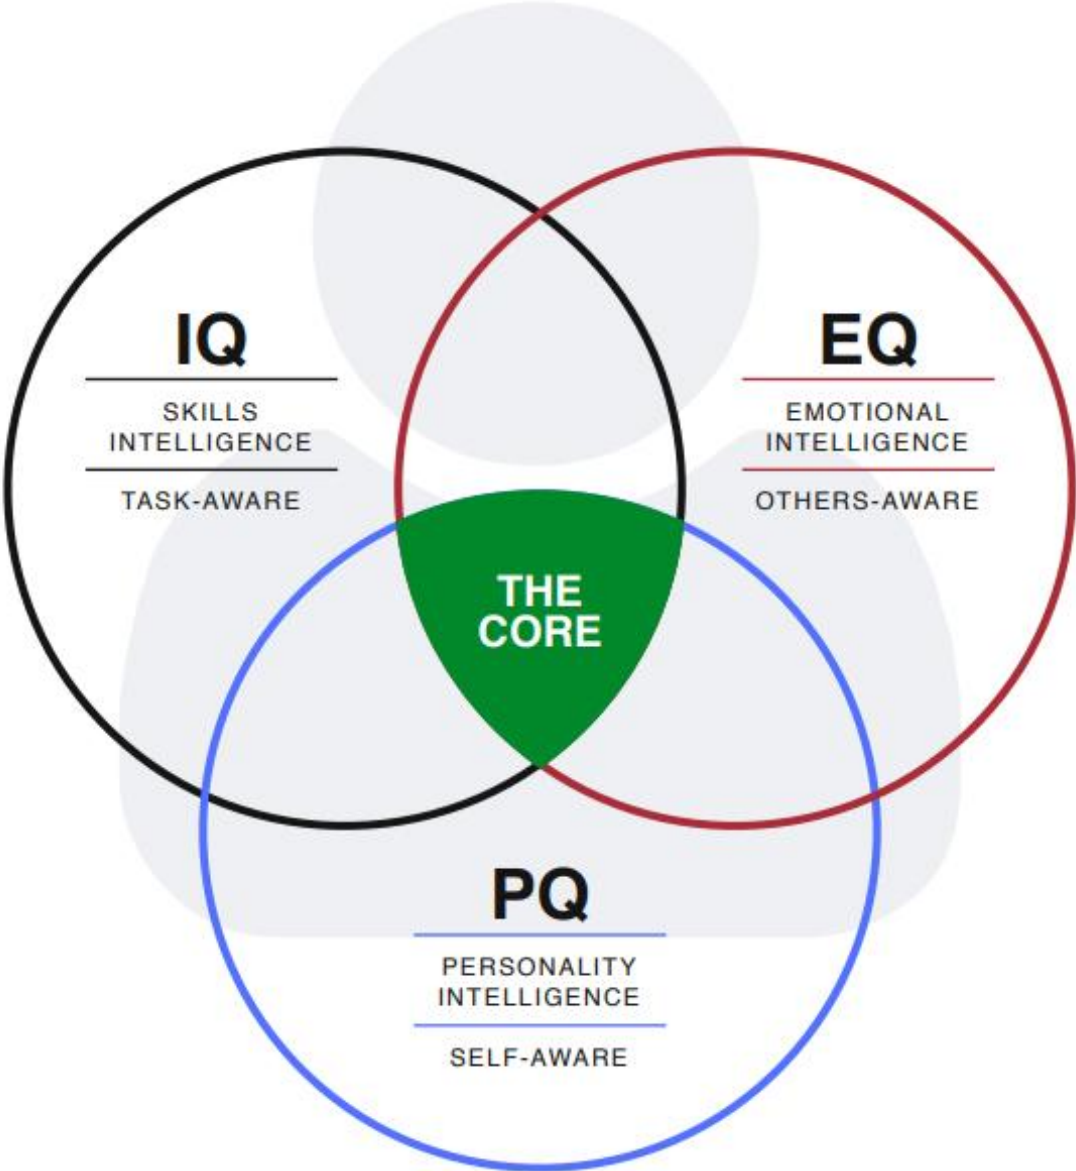 IQ
SKILLS
INTELLIGENCE
TASK-AWARE
EQ
EMOTIONAL
INTELLIGENCE
OTHERS-AWARE
THE
CORE
PQ
PERSONALITY
INTELLIGENCE
SELF-AWARE